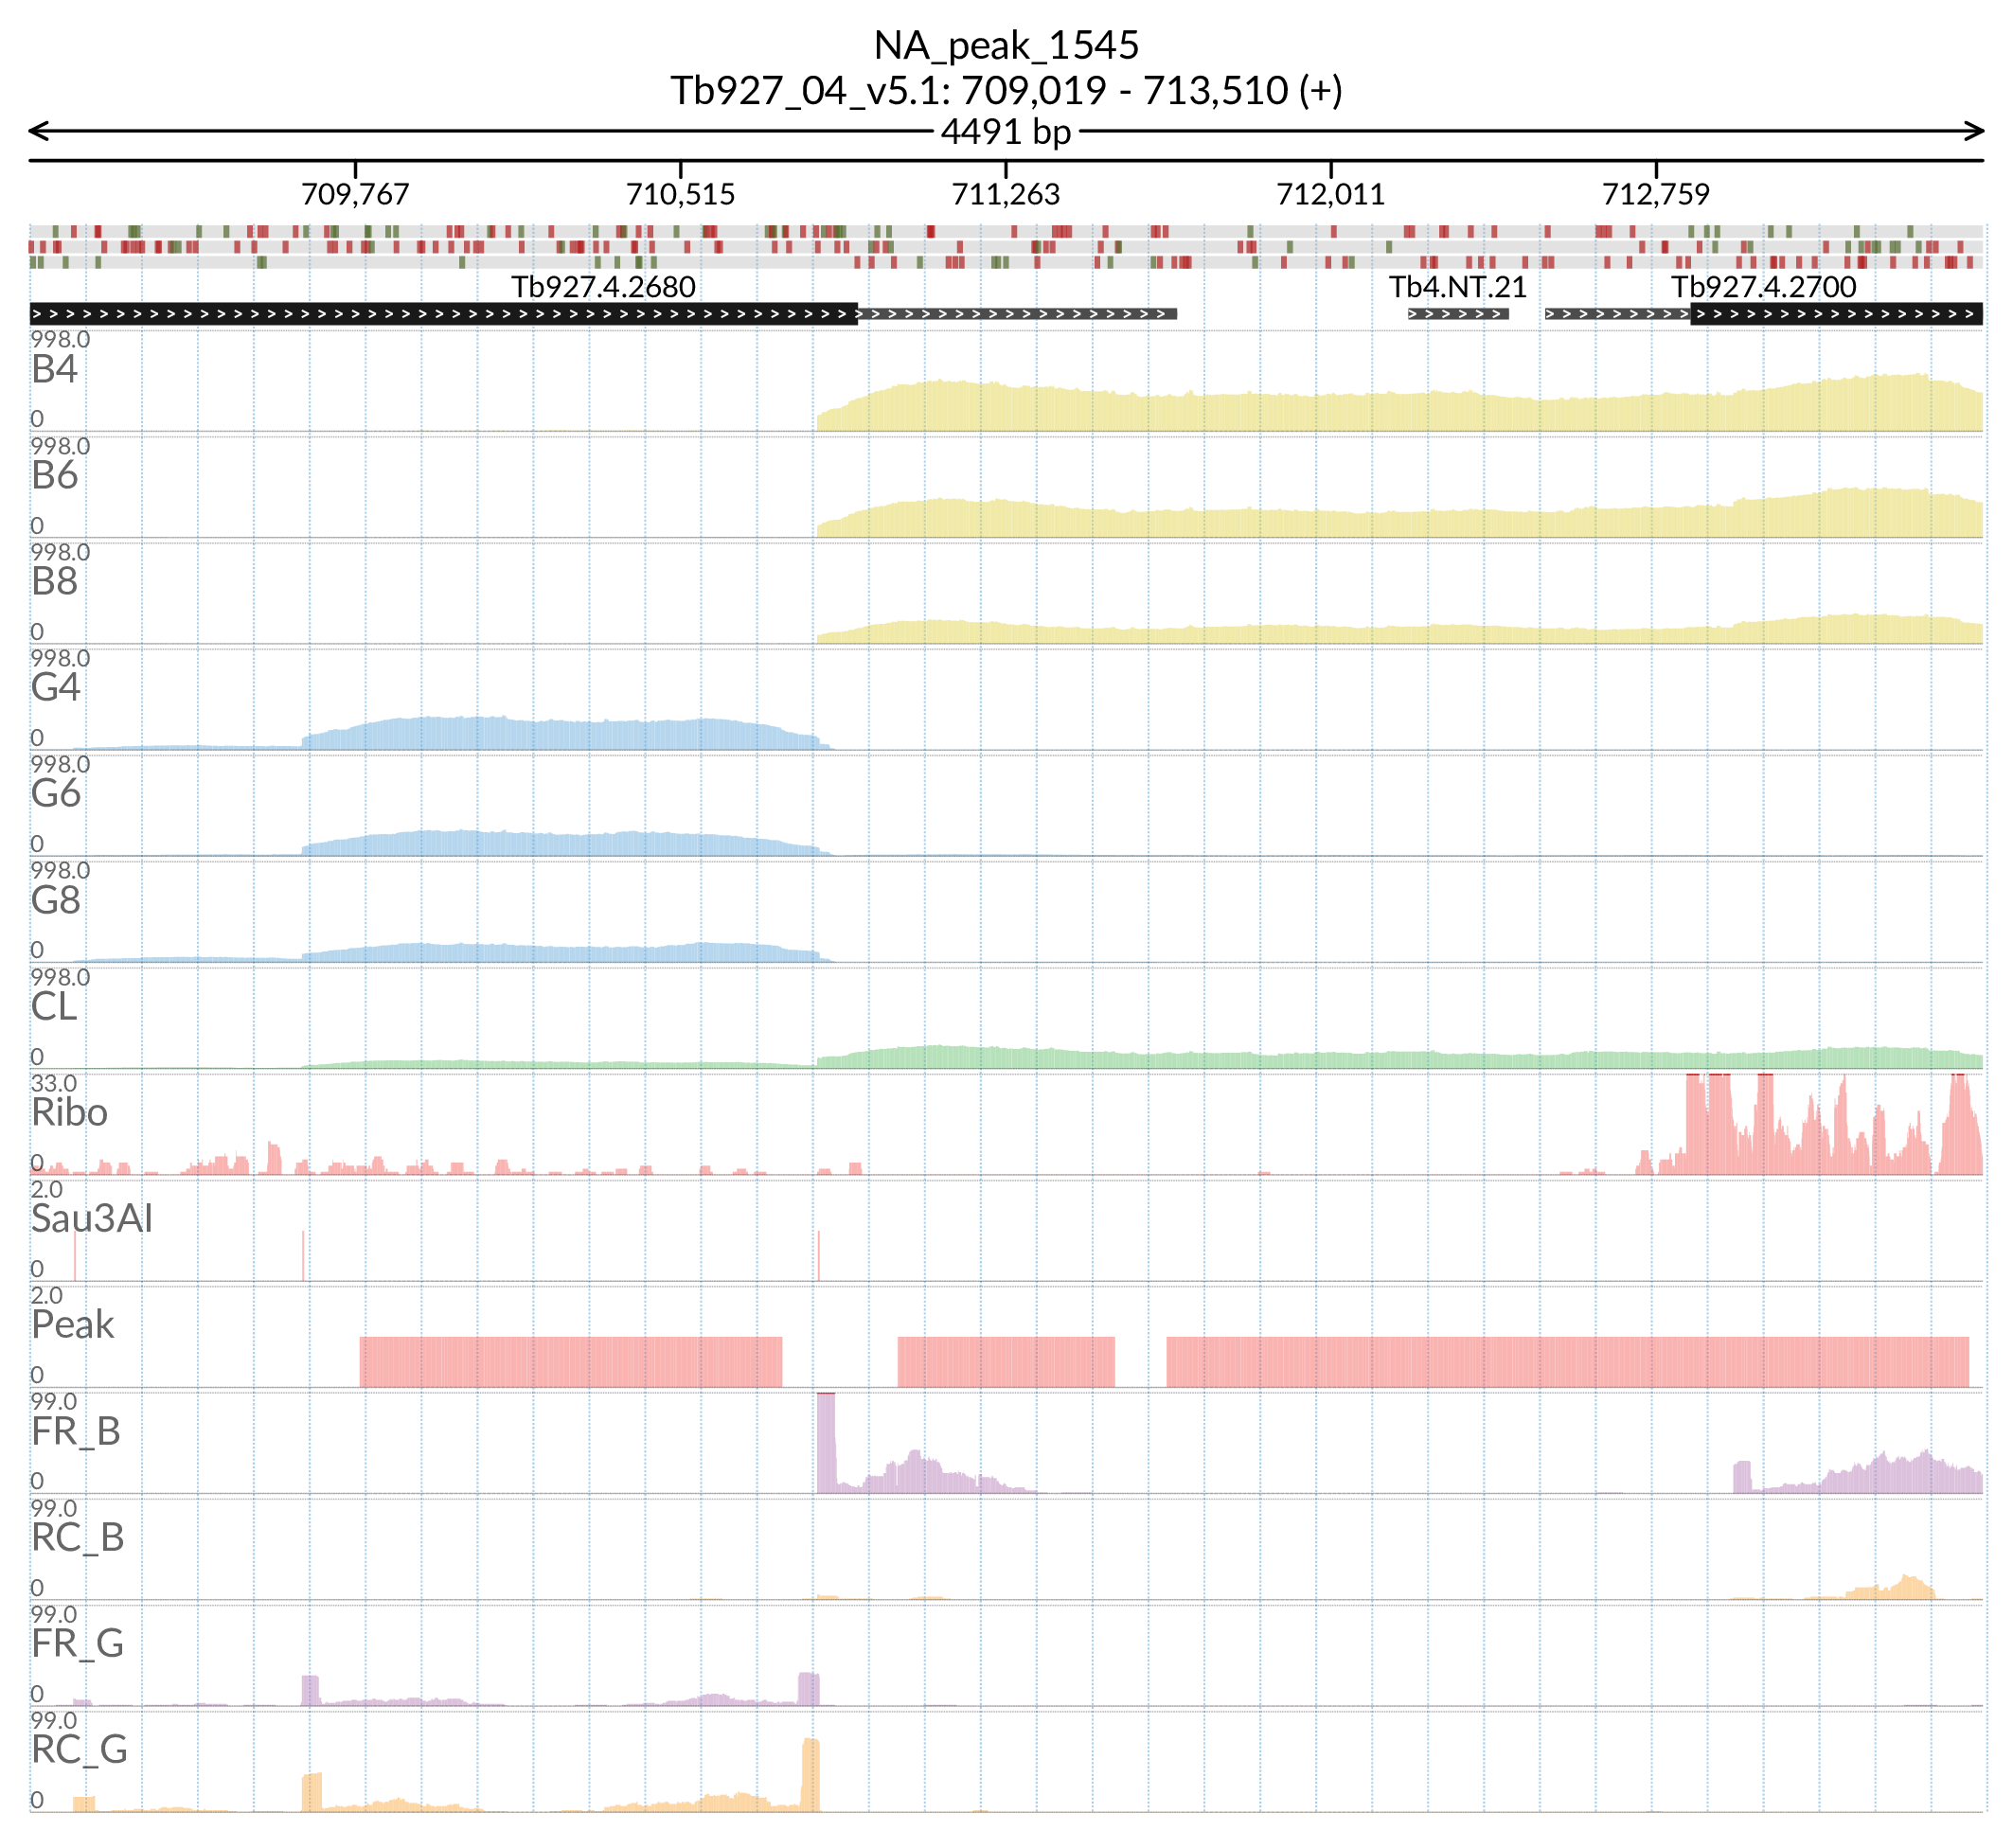 NA_peak_1545
Tb927_04_v5.1: 709,019 - 713,510 (+)
4491 bp
709,767 710,515 711,263 712,011 712,759
Tb927.4.2680 Tb4.NT.21 Tb927.4.2700
998.0
B4
0
998.0
B6
0
998.0
B8
0
998.0
G4
0
998.0
G6
0
998.0
G8
0
998.0
CL
0
33.0
Ribo
0
2.0
Sau3AI
0
2.0
Peak
0
99.0
FR_B
0
99.0
RC_B
0
99.0
FR_G
0
99.0
RC_G
0